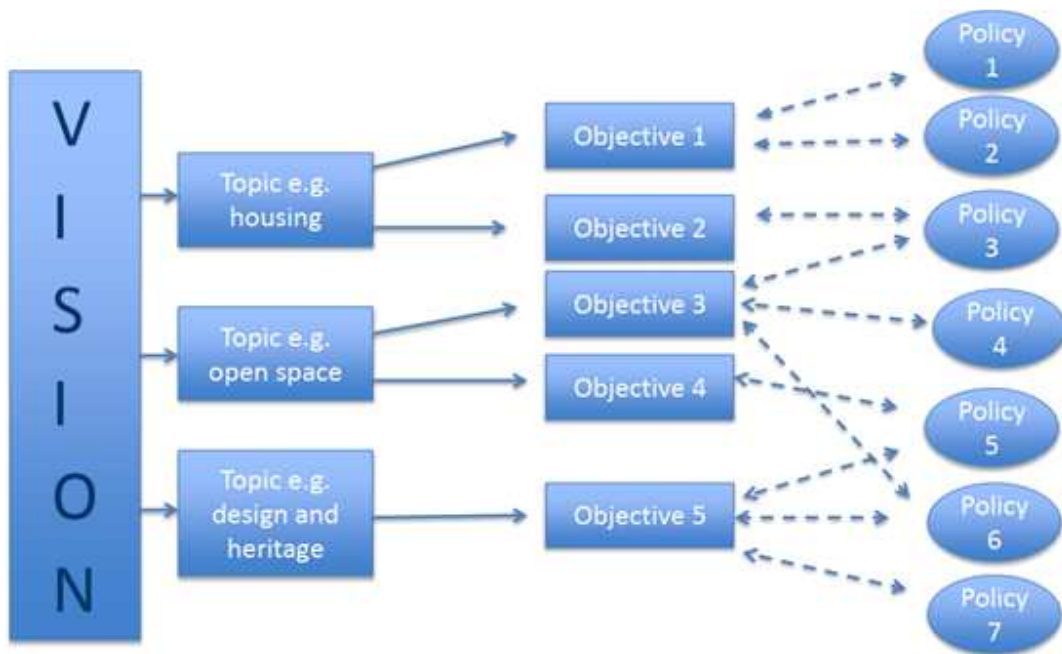 VISION
Topic e.g.
housing
Topic e.g.
open space
Topic e.g.
design and
heritage
Objective 1
Objective 2
Objective 3
Objective 4
Objective 5
Policy
1
Policy
2
Policy
3
Policy
4
Policy
5
Policy
6
Policy
7